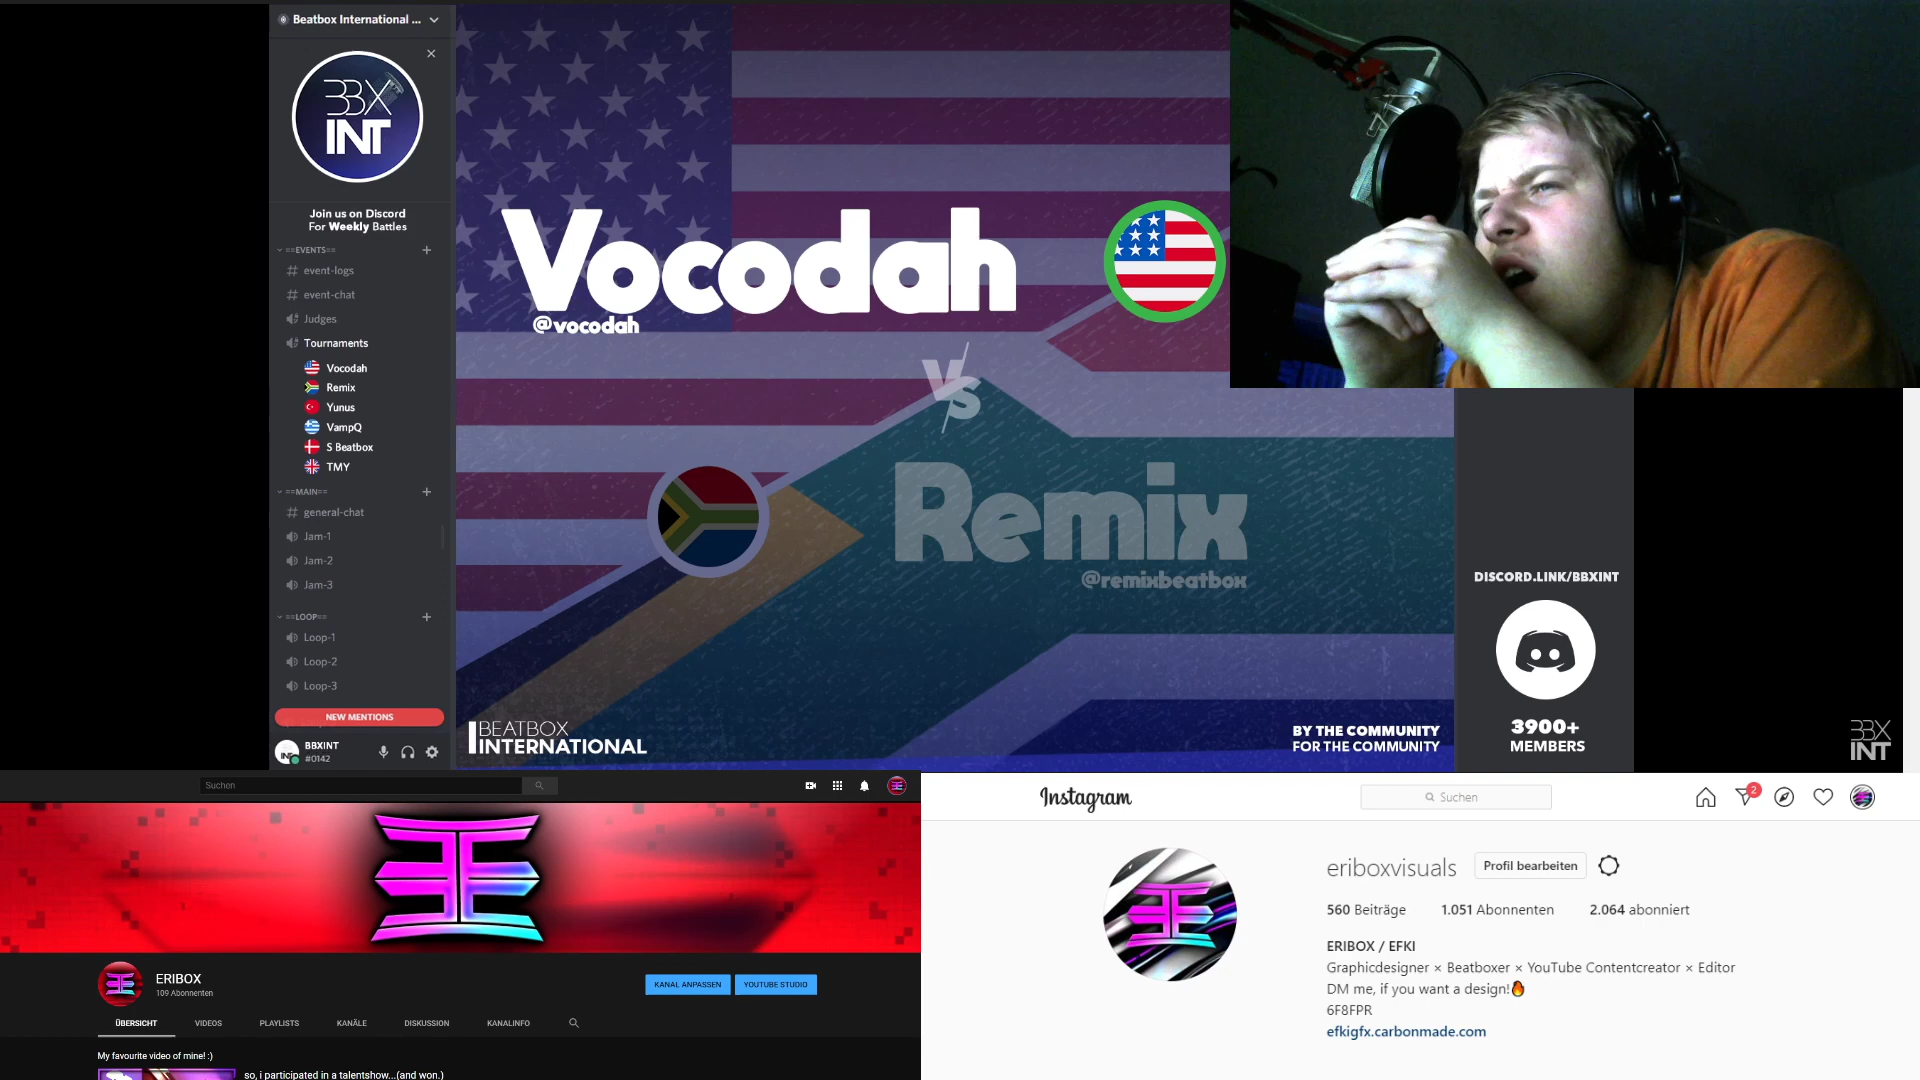 Beatbox International ...
BBX
INT
Join us on Discord
For Weekly Battles
==EVENTS==
event-logs
event-chat
Judges
Tournaments
Vocodah
Remix
Yunus
VampQ
S Beatbox
TMY
==MAIN==
general-chat
Jam-1
Jam-2
Jam-3
==LOOP==
Loop-1
Loop-2
Loop-3
NEW MENTIONS
BBXINT
#0142
Vocodah
@vocodah
Vs
Remix
@remixbeatbox
BEATBOX
INTERNATIONAL
BY THE COMMUNITY
FOR THE COMMUNITY
DISCORD.LINK/BBXINT
3900+
MEMBERS
BBX
INT
Suchen
ERIBOX
109 Abonnenten
KANAL ANPASSEN
YOUTUBE STUDIO
ÜBERSICHT VIDEOS PLAYLISTS KANÄLE DISKUSSION KANALINFO
My favourite video of mine! :)
so, i participated in a talentshow...(and won.)
Instagram
Suchen
2
eriboxvisuals
Profil bearbeiten
560 Beiträge 1.051 Abonnenten 2.064 abonniert
ERIBOX / EFKI
Graphicdesigner × Beatboxer × YouTube Contentcreator × Editor
DM me, if you want a design!🔥
6F8FPR
efkigfx.carbonmade.com